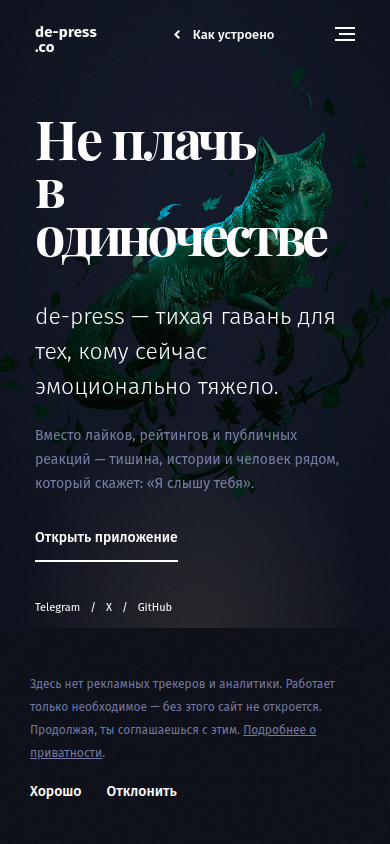 de-press
.co
Как устроено
Не плачь
в
одиночестве
de-press — тихая гавань для
тех, кому сейчас
эмоционально тяжело.
Вместо лайков, рейтингов и публичных
реакций — тишина, истории и человек рядом,
который скажет: «Я слышу тебя».
Открыть приложение
Telegram / X / GitHub
Здесь нет рекламных трекеров и аналитики. Работает
только необходимое — без этого сайт не откроется.
Продолжая, ты соглашаешься с этим. Подробнее о
приватности.
Хорошо Отклонить